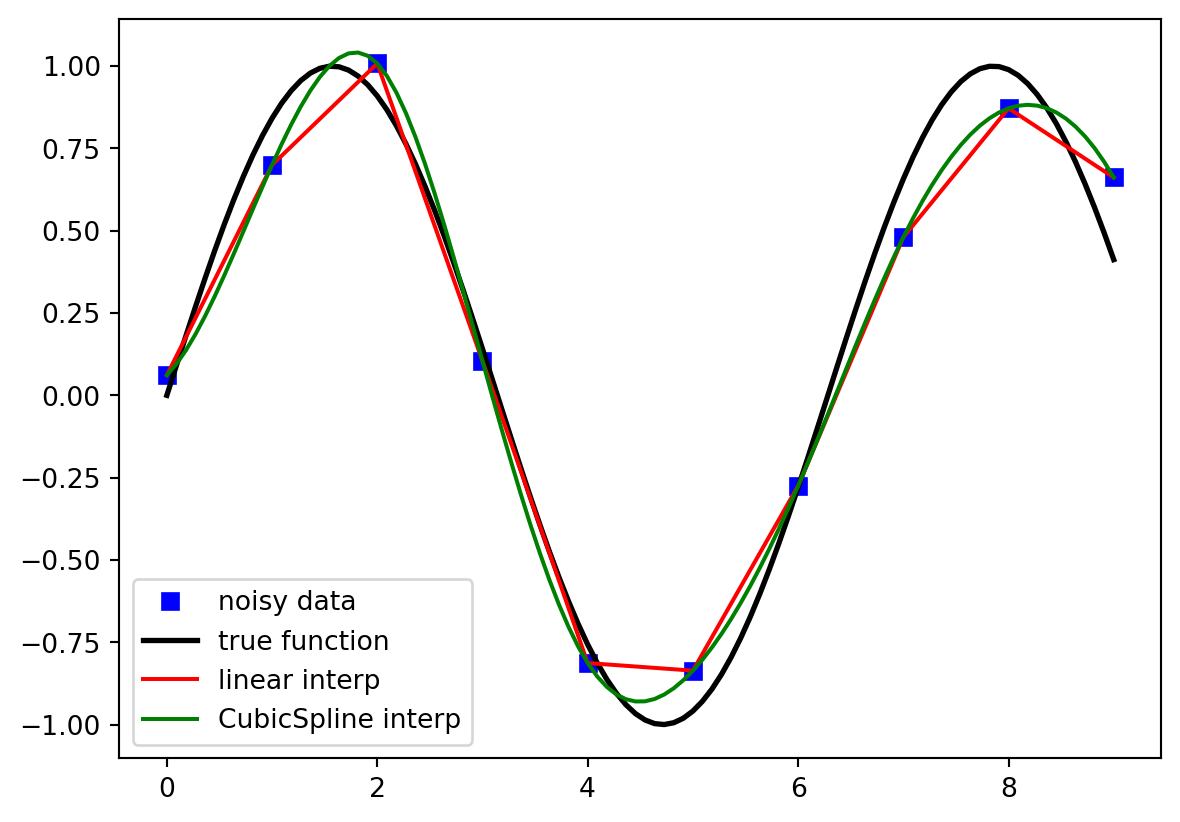 1.00
0.75
0.50
0.25
0.00
−0.25
−0.50
−0.75
−1.00
noisy data
true function
linear interp
CubicSpline interp
0 2 4 6 8